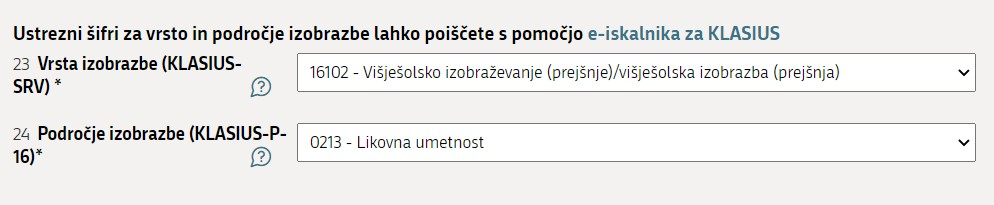 Ustrezni šifri za vrsto in področje izobrazbe lahko poiščete s pomočjo e-iskalnika za KLASIUS
23 Vrsta izobrazbe (KLASIUS-
SRV) *
16102 - Višješolsko izobraževanje (prejšnje)/višješolska izobrazba (prejšnja)
24 Področje izobrazbe (KLASIUS-P-
16)*
0213 - Likovna umetnost